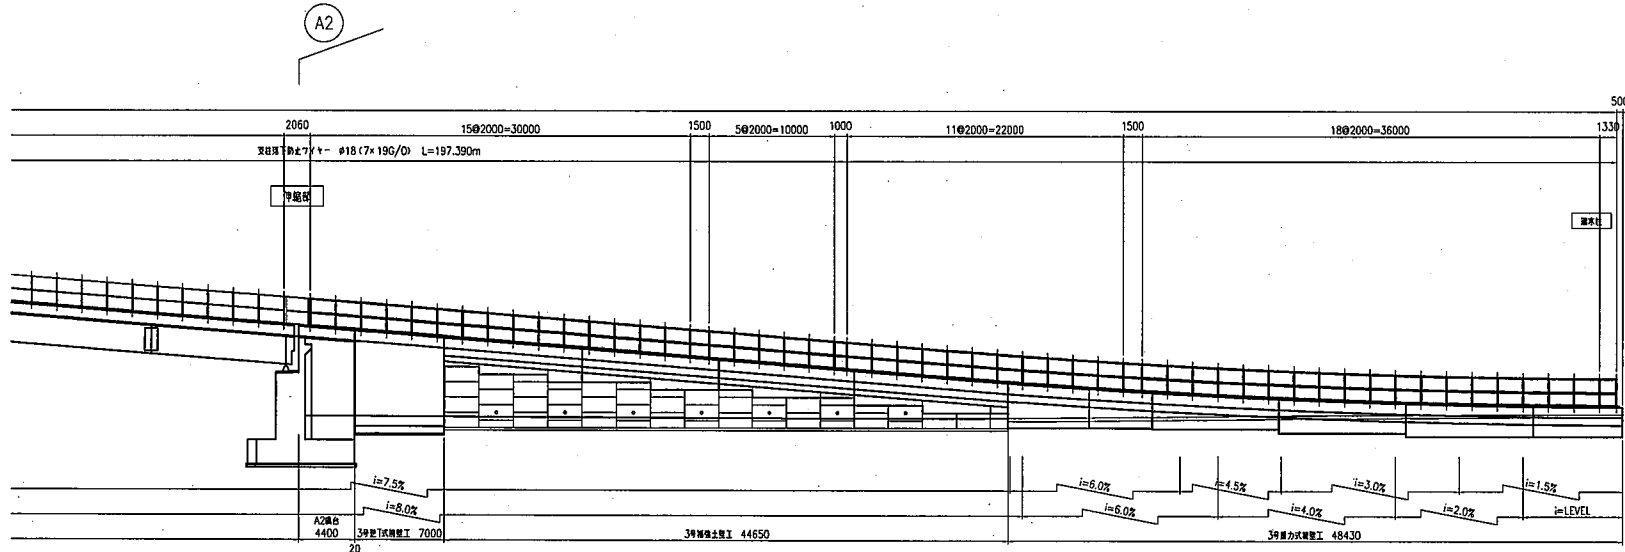 A2
500
2060 15@2000=30000 1500 5@2000=10000 1000 11@2000=22000 1500 18@2000=36000 1330
支柱落下防止ワイヤー φ18(7×19G/O) L=197.390m
伸縮部
端末柱
i=7.5% i=6.0% i=4.5% i=3.0% i=1.5%
i=8.0% i=6.0% i=4.0% i=2.0% i=LEVEL
A2橋台
4400 3号逆T式擁壁工 7000 3号補強土壁工 44650 3号重力式擁壁工 48430
20